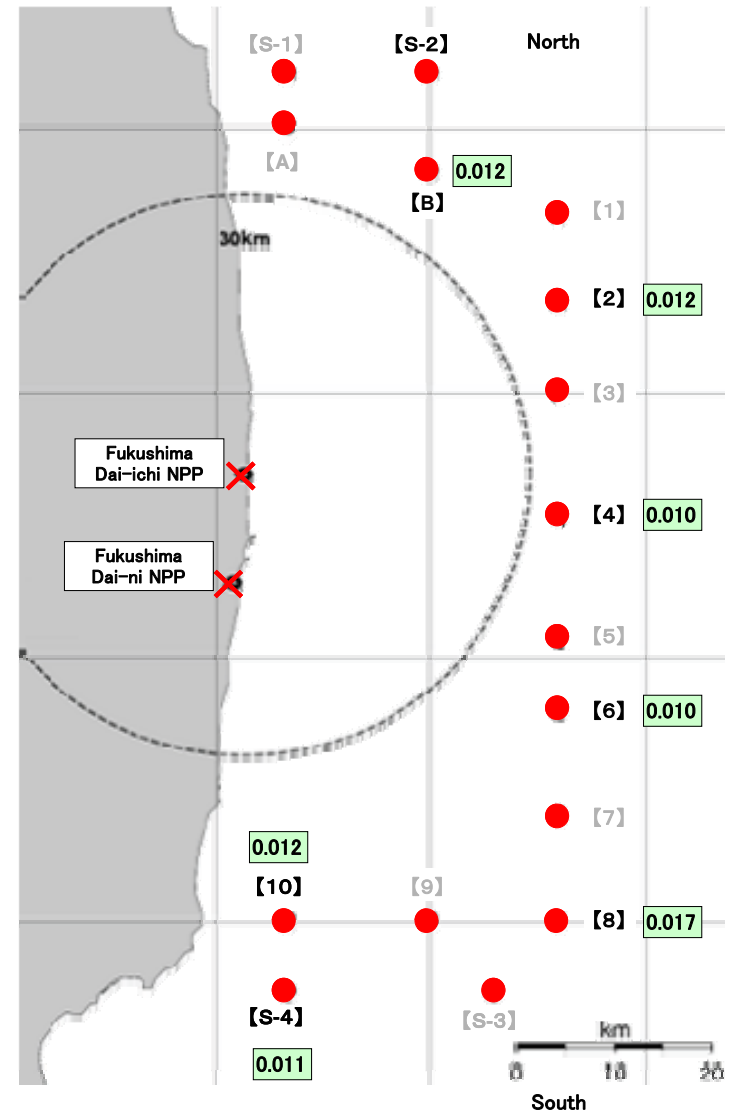 【S-1】
【S-2】
North
【A】
0.012
【B】
【1】
30km
【2】 0.012
【3】
Fukushima
Dai-ichi NPP
【4】 0.010
Fukushima
Dai-ni NPP
【5】
【6】 0.010
【7】
0.012
【10】
【9】
【8】 0.017
【S-4】
【S-3】
km
0 10 20
0.011
South